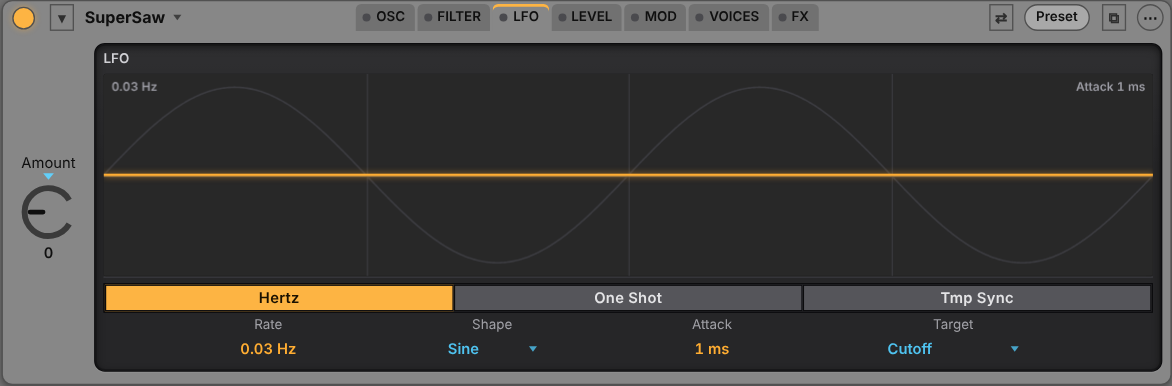 SuperSaw
OSC
FILTER
LFO
LEVEL
MOD
VOICES
FX
Preset
LFO
0.03 Hz
Attack 1 ms
Amount
0
Hertz
One Shot
Tmp Sync
Rate
Shape
Attack
Target
0.03 Hz
Sine
1 ms
Cutoff